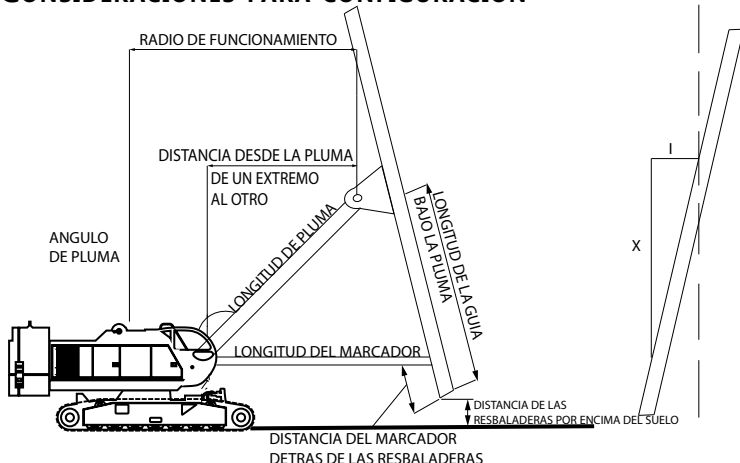 CONSIDERACIONES PARA CONFIGURACION
RADIO DE FUNCIONAMIENTO
DISTANCIA DESDE LA PLUMA
DE UN EXTREMO
AL OTRO
ANGULO
DE PLUMA
LONGITUD DE PLUMA
LONGITUD DE LA GUIA
BAJO LA PLUMA
I
X
LONGITUD DEL MARCADOR
DISTANCIA DE LAS
RESBALADERAS POR ENCIMA DEL SUELO
DISTANCIA DEL MARCADOR
DETRAS DE LAS RESBALADERAS